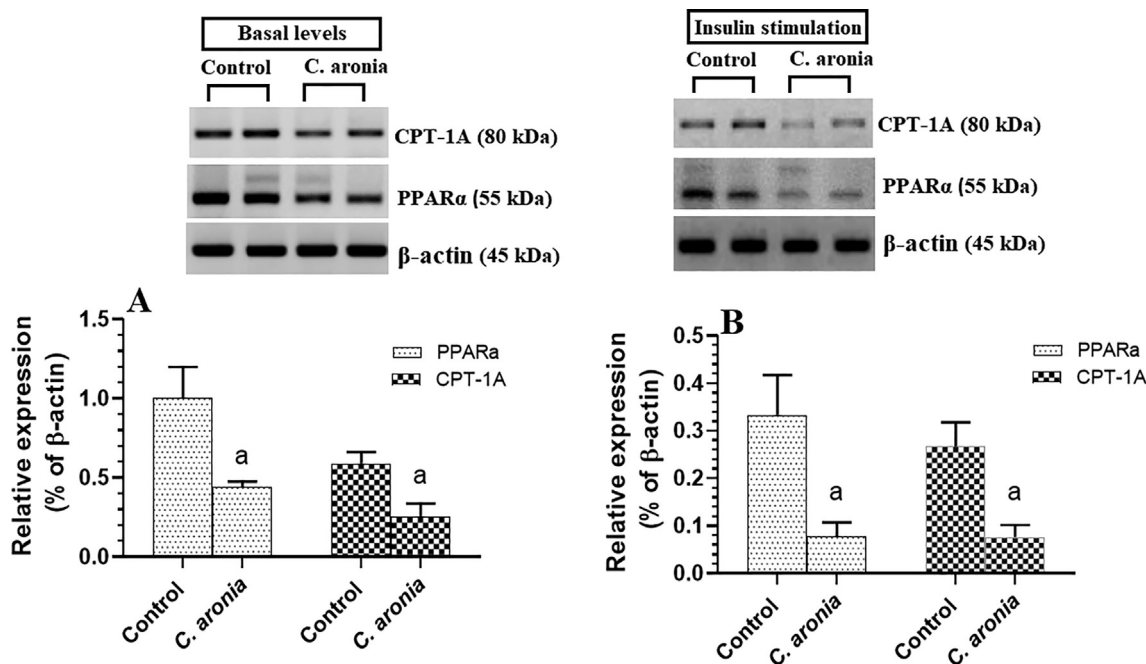 Basal levels
Control C. aronia
CPT-1A (80 kDa)
PPARα (55 kDa)
β-actin (45 kDa)
Insulin stimulation
Control C. aronia
CPT-1A (80 kDa)
PPARα (55 kDa)
β-actin (45 kDa)
A
Relative expression
(% of β-actin)
1.5
1.0
0.5
0.0
PPARa
CPT-1A
a
a
Control
C. aronia
Control
C. aronia
B
Relative expression
(% of β-actin)
0.5
0.4
0.3
0.2
0.1
0.0
PPARa
CPT-1A
a
a
Control
C. aronia
Control
C. aronia